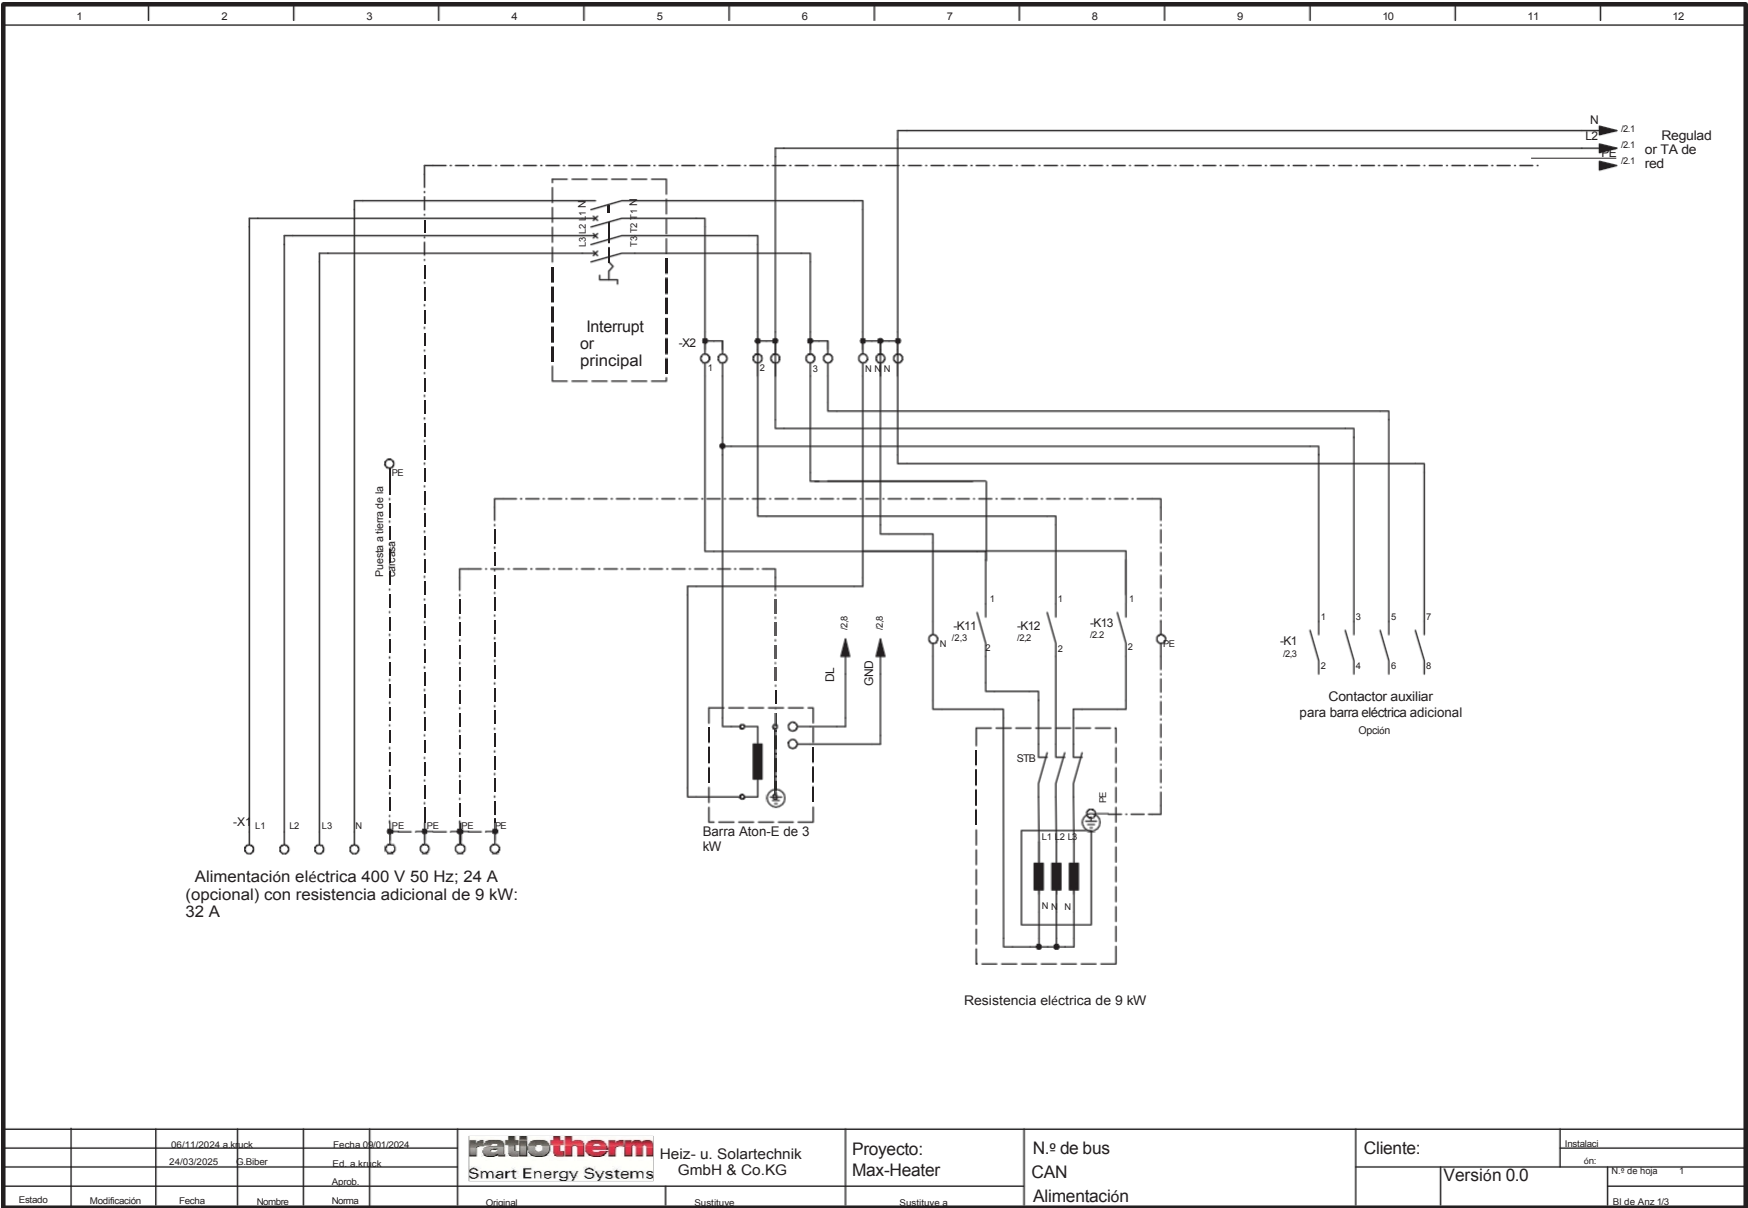 1 2 3 4 5 6 7 8 9 10 11 12
N /2.1
L2 /2.1
PE /2.1
Regulad
or TA de
red
L3 L2 L1 N
T3 T2 T1 N
Interrupt
or
principal
-X2
1 2 3 N N N
PE
Puesta a tierra de la
carcasa
/2,8 /2,8
DL GND
N
-K11
/2,3
1
2
-K12
/2,2
1
2
-K13
/2.2
1
2
PE
-K1
/2,3
1 3 5 7
2 4 6 8
Contactor auxiliar
para barra eléctrica adicional
Opción
STB
PE
L1 L2 L3
N N N
Barra Aton-E de 3
kW
-X1 L1 L2 L3 N PE PE PE PE
Alimentación eléctrica 400 V 50 Hz; 24 A
(opcional) con resistencia adicional de 9 kW:
32 A
Resistencia eléctrica de 9 kW
06/11/2024 a kruck
24/03/2025 G.Biber
Estado Modificación Fecha Nombre Norma
Fecha 09/01/2024
Ed. a kruck
Aprob.
ratiotherm
Smart Energy Systems
Heiz- u. Solartechnik
GmbH & Co.KG
Original Sustituye Sustituye a
Proyecto:
Max-Heater
N.º de bus
CAN
Alimentación
Cliente:
Versión 0.0
Instalaci
ón:
N.º de hoja 1
Bl de Anz 1/3